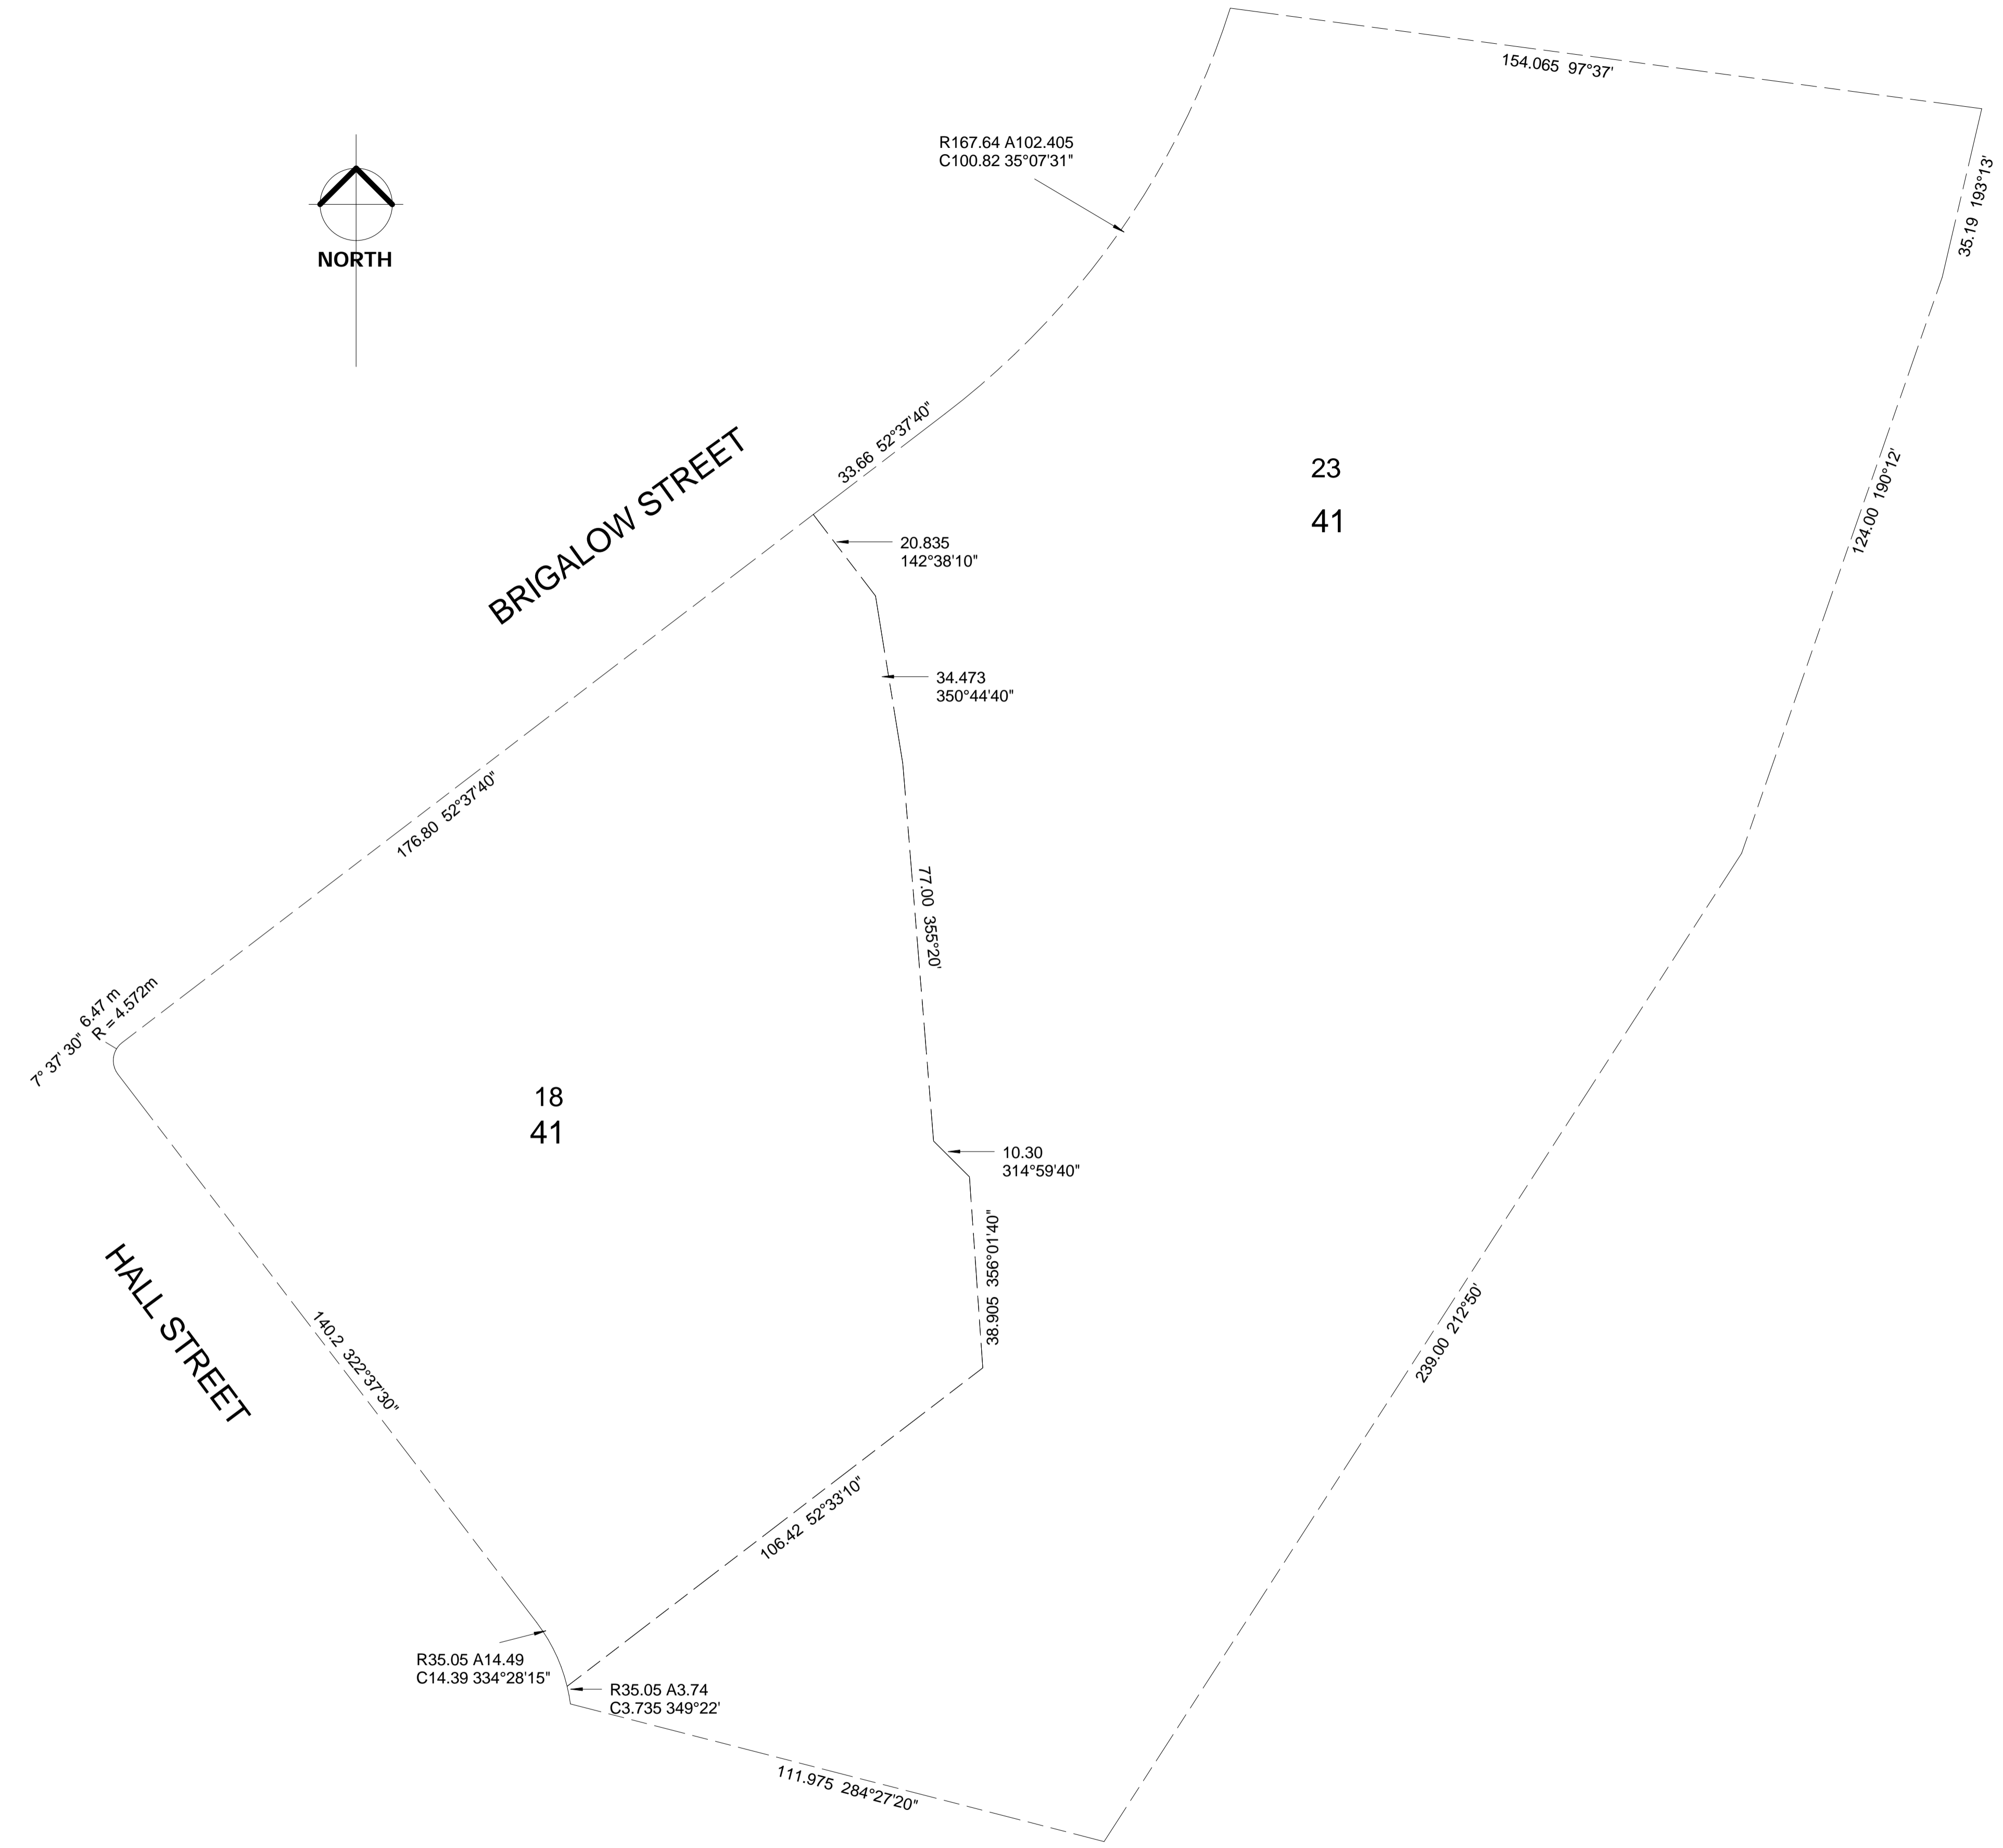 154.065 97°37'
R167.64 A102.405
C100.82 35°07'31"
35.19 193°13'
NORTH
33.66 52°37'40"
BRIGALOW STREET
23
41
124.00 190°12'
20.835
142°38'10"
34.473
350°44'40"
176.80 52°37'40"
77.00 355°20'
7° 37' 30" 6.47 m
R = 4.572m
18
41
10.30
314°59'40"
38.905 356°01'40"
HALL STREET
140.2 322°37'30"
239.00 212°50'
106.42 52°33'10"
R35.05 A14.49
C14.39 334°28'15"
R35.05 A3.74
C3.735 349°22'
111.975 284°27'20"